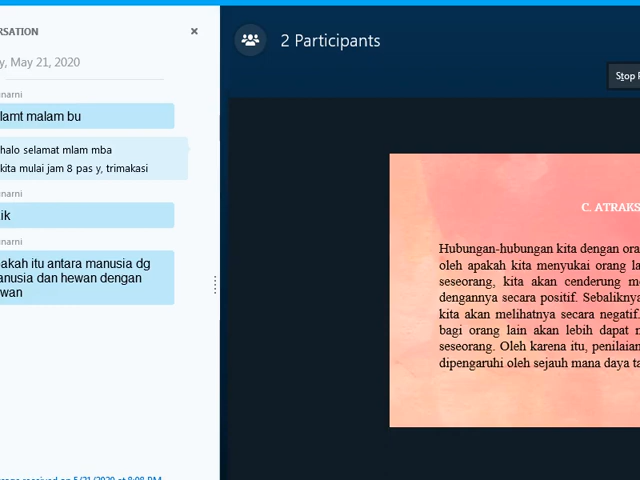 RSATION
y, May 21, 2020
narni
lamt malam bu
halo selamat mlam mba
kita mulai jam 8 pas y, trimakasi
narni
ik
narni
akah itu antara manusia dg
anusia dan hewan dengan
wan
2 Participants
Stop
C. ATRAKS
Hubungan-hubungan kita dengan ora
oleh apakah kita menyukai orang la
seseorang, kita akan cenderung me
dengannya secara positif. Sebaliknya
kita akan melihatnya secara negatif.
bagi orang lain akan lebih dapat
seseorang. Oleh karena itu, penilaian
dipengaruhi oleh sejauh mana daya ta